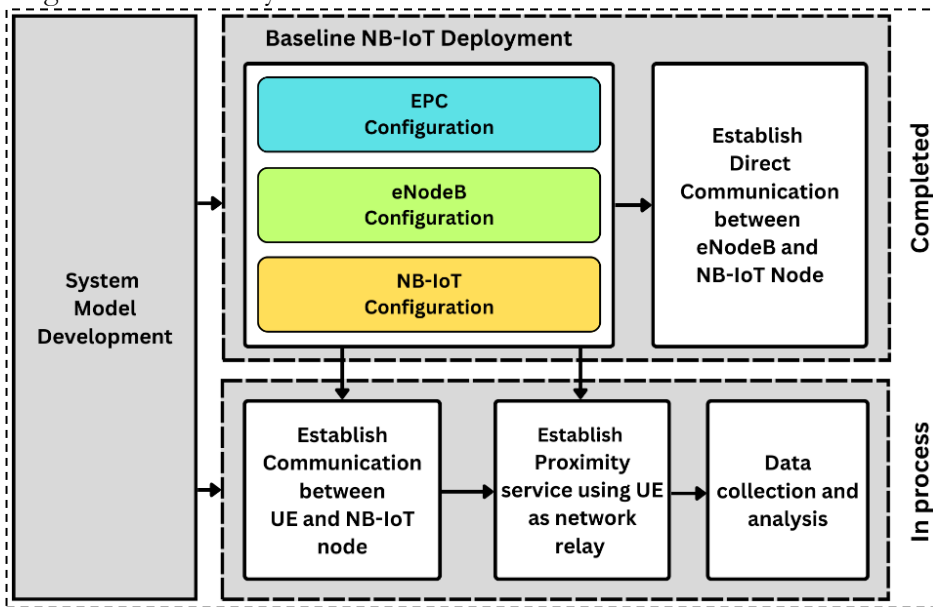 System
Model
Development
Baseline NB-IoT Deployment
EPC
Configuration
eNodeB
Configuration
NB-IoT
Configuration
Establish
Direct
Communication
between
eNodeB and
NB-IoT Node
Completed
Establish
Communication
between
UE and NB-IoT
node
Establish
Proximity
service using UE
as network
relay
Data
collection and
analysis
In process